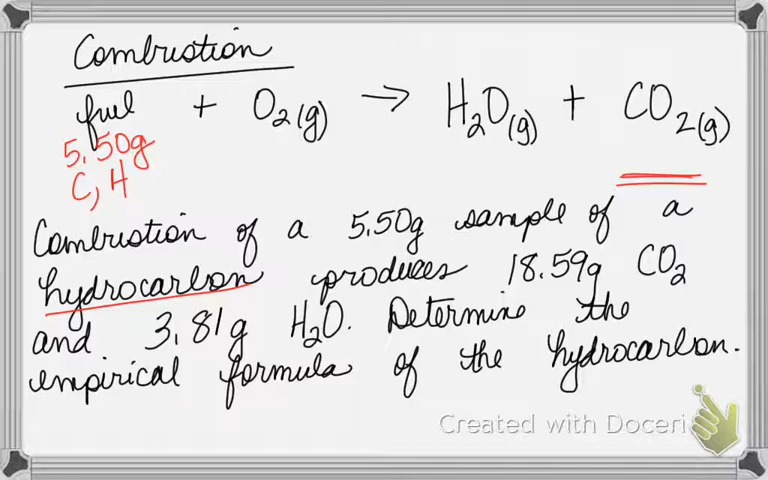 Combustion
fuel + O2(g) → H2O(g) + CO2(g)
5.50g
C, H
Combustion of a 5.50g sample of a
hydrocarbon produces 18.59g CO2
and 3.81g H2O. Determine the
empirical formula of the hydrocarbon.
Created with Doceri